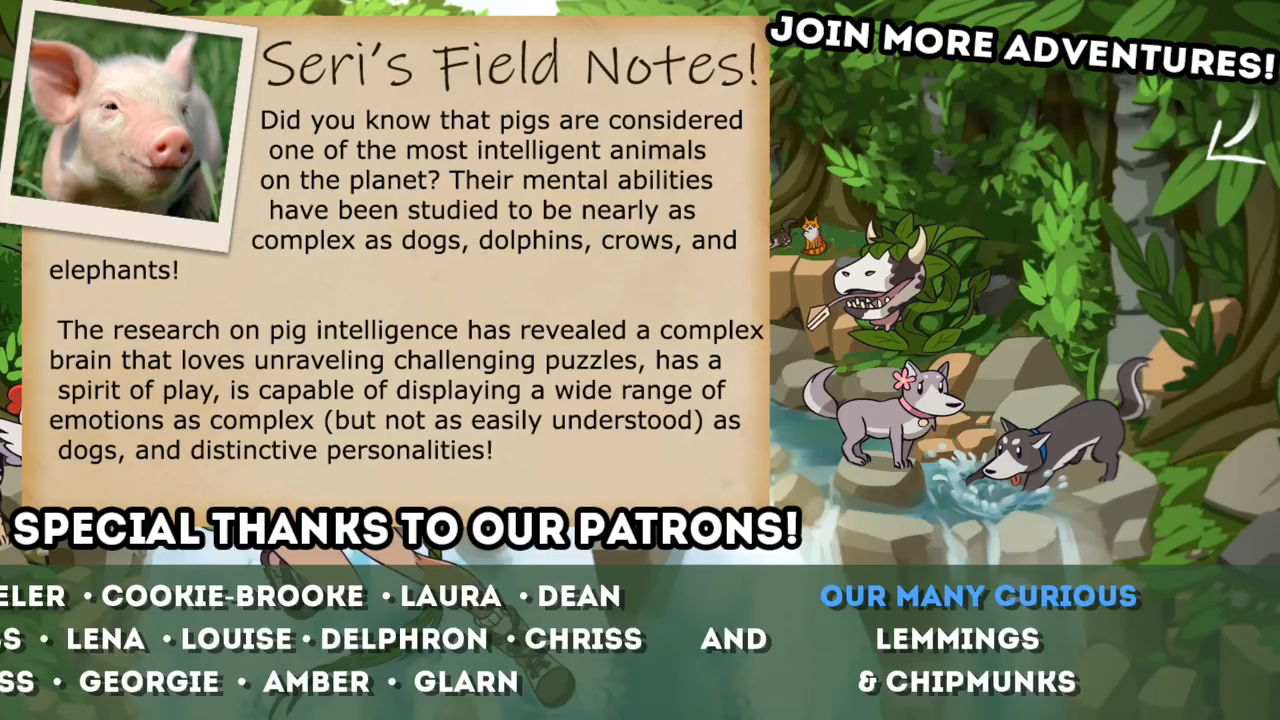 Seri's Field Notes!
JOIN MORE ADVENTURES!
Did you know that pigs are considered
one of the most intelligent animals
on the planet? Their mental abilities
have been studied to be nearly as
complex as dogs, dolphins, crows, and
elephants!
The research on pig intelligence has revealed a complex
brain that loves unraveling challenging puzzles, has a
spirit of play, is capable of displaying a wide range of
emotions as complex (but not as easily understood) as
dogs, and distinctive personalities!
SPECIAL THANKS TO OUR PATRONS!
• COOKIE-BROOKE • LAURA • DEAN OUR MANY CURIOUS
• LENA • LOUISE • DELPHRON • CHRISS AND LEMMINGS
• GEORGIE • AMBER • GLARN & CHIPMUNKS